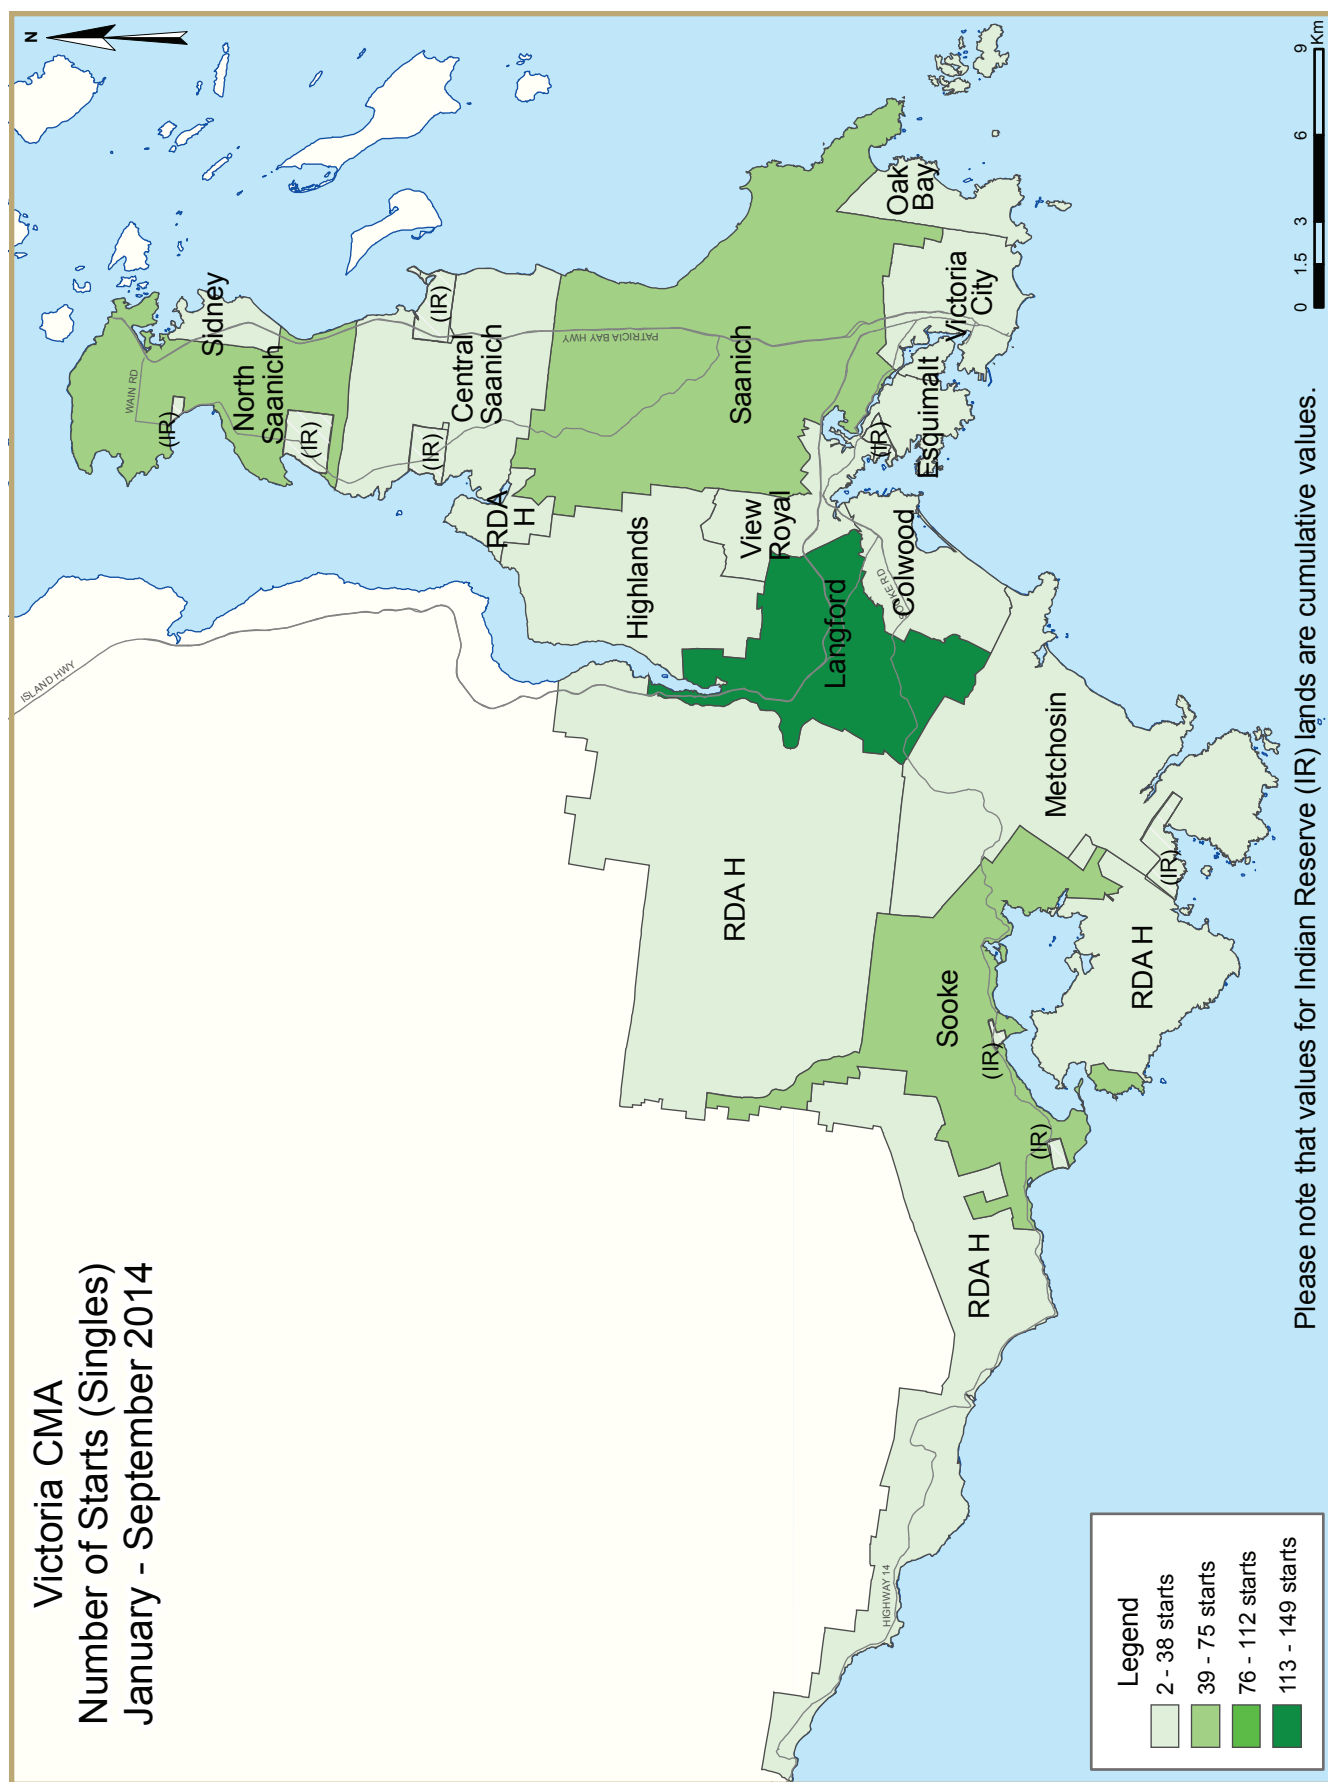 Victoria CMA
Number of Starts (Singles)
January - September 2014
N
ISLAND HWY
WAIN RD
(IR)
North
Saanich
Sidney
(IR)
(IR)
Central
Saanich
(IR)
PATRICIA BAY HWY
RDA
H
Saanich
Highlands
View
Royal
Oak
Bay
Victoria
City
Esquimalt
(IR)
Langford
Colwood
Metchosin
RDA H
Sooke
(IR)
(IR)
RDA H
(IR)
RDA H
HIGHWAY 14
Legend
2 - 38 starts
39 - 75 starts
76 - 112 starts
113 - 149 starts
0 1.5 3 6 9
Km
Please note that values for Indian Reserve (IR) lands are cumulative values.